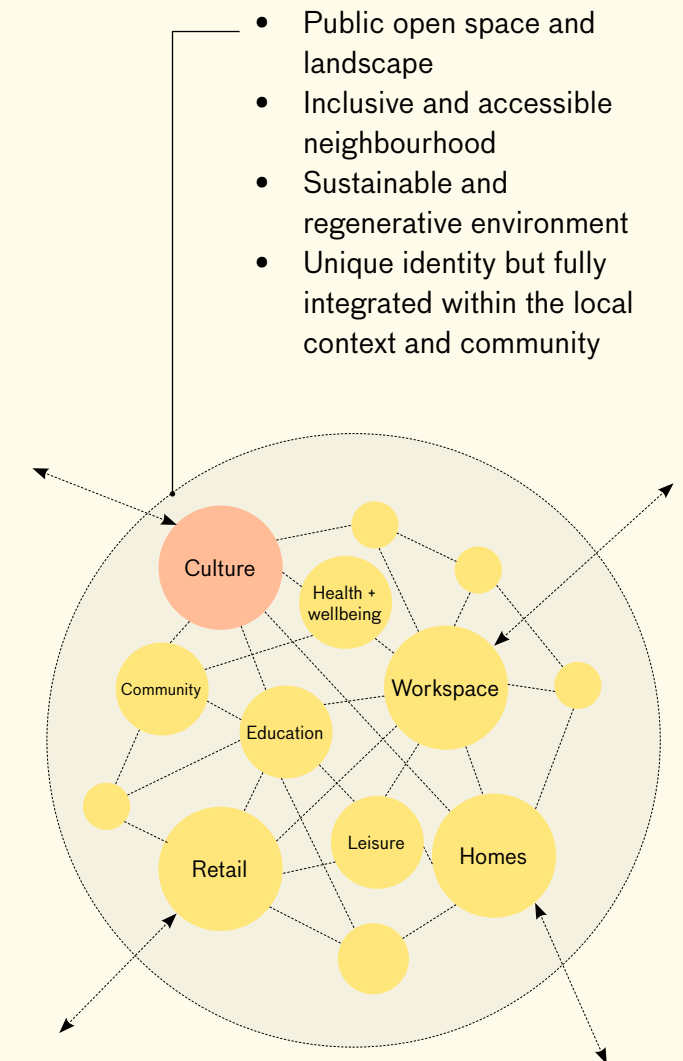 • Public open space and
landscape
• Inclusive and accessible
neighbourhood
• Sustainable and
regenerative environment
• Unique identity but fully
integrated within the local
context and community
Culture
Health +
wellbeing
Community
Workspace
Education
Leisure
Retail
Homes